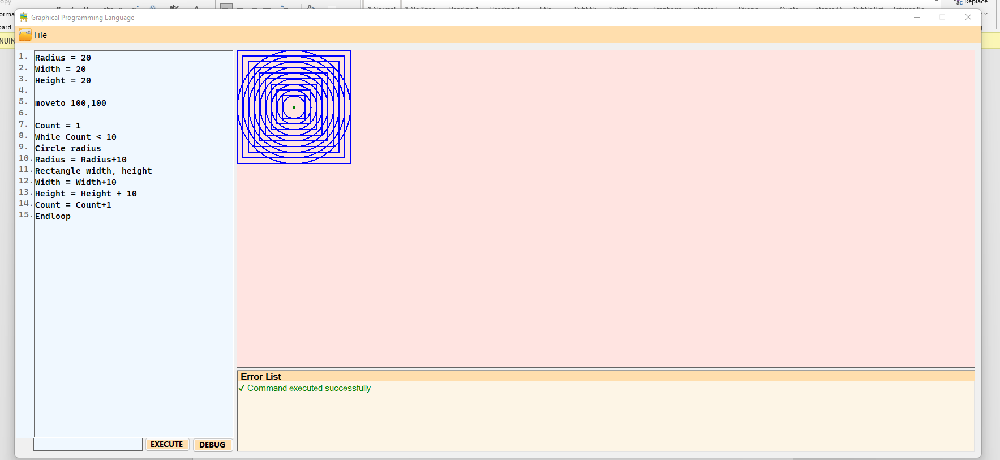 Replace
Graphical Programming Language
File
1. Radius = 20
2. Width = 20
3. Height = 20
4.
5. moveto 100,100
6.
7. Count = 1
8. While Count < 10
9. Circle radius
10. Radius = Radius+10
11. Rectangle width, height
12. Width = Width+10
13. Height = Height + 10
14. Count = Count+1
15. Endloop
Error List
✓ Command executed successfully
EXECUTE
DEBUG